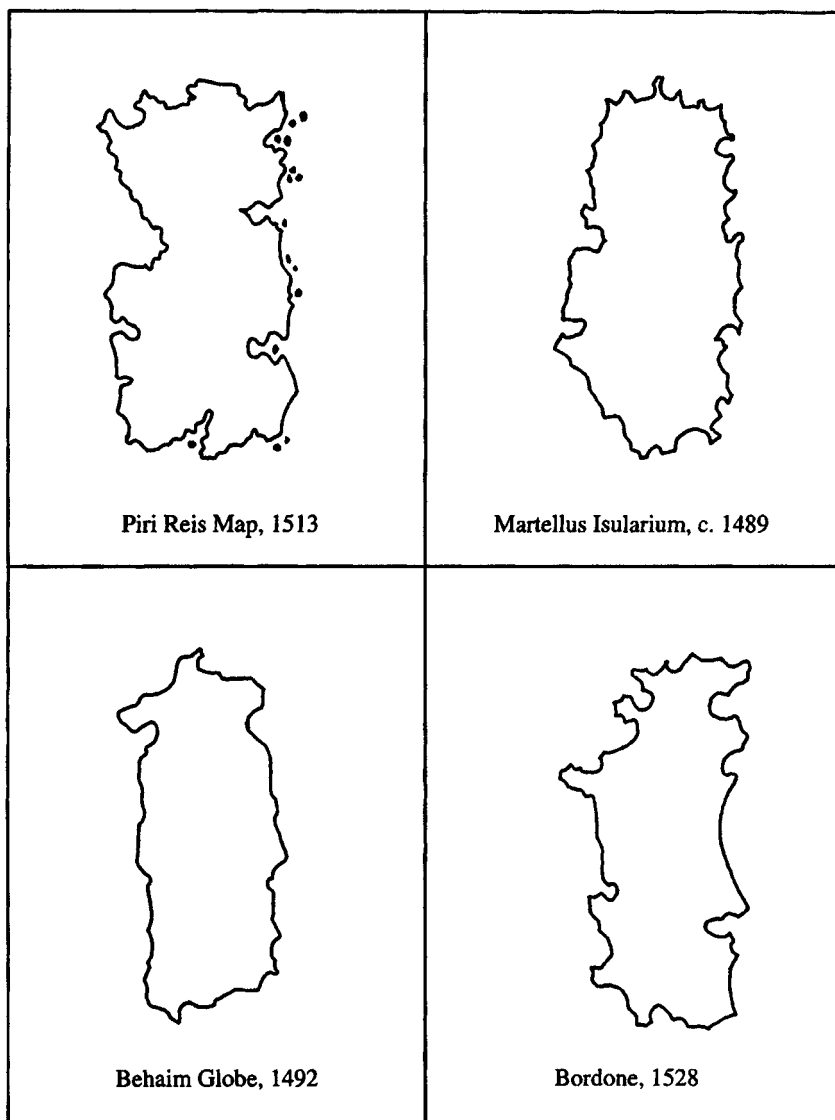 Piri Reis Map, 1513
Martellus Isularium, c. 1489
Behaim Globe, 1492
Bordone, 1528